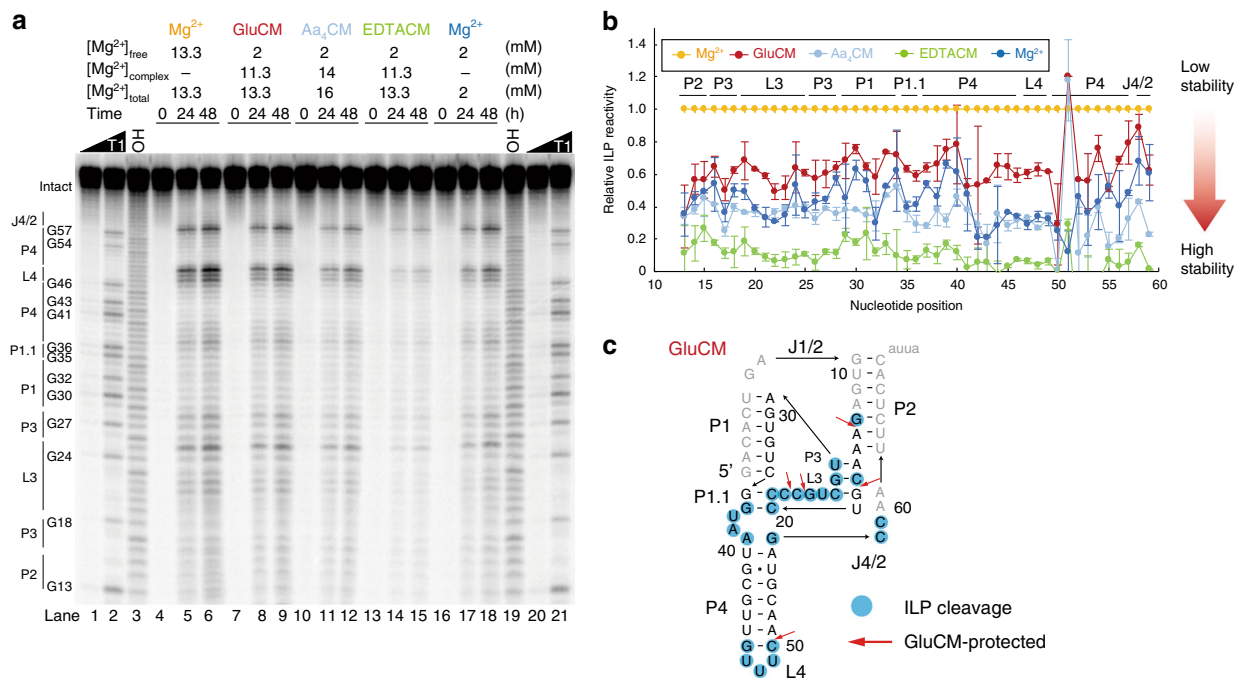 a
Mg²⁺ GluCM Aa₄CM EDTACM Mg²⁺
[Mg²⁺]free 13.3 2 2 2 2 (mM)
[Mg²⁺]complex – 11.3 14 11.3 – (mM)
[Mg²⁺]total 13.3 13.3 16 13.3 2 (mM)
Time 0 24 48 0 24 48 0 24 48 0 24 48 0 24 48 (h)
T1 OH OH T1
Intact
J4/2
G57
G54
P4
L4
G46
G43
P4
G41
G36
P1.1
G35
G32
P1
G30
P3
G27
G24
L3
G18
P3
P2
G13
Lane 1 2 3 4 5 6 7 8 9 10 11 12 13 14 15 16 17 18 19 20 21
b
Relative ILP reactivity
1.4
1.2
1.0
0.8
0.6
0.4
0.2
0
Mg²⁺ GluCM Aa₄CM EDTACM Mg²⁺
P2 P3 L3 P3 P1 P1.1 P4 L4 P4 J4/2
10 15 20 25 30 35 40 45 50 55 60
Nucleotide position
Low
stability
High
stability
c
GluCM
J1/2
auua
A
G
10
P2
P1
30
P3
L3
5'
P1.1
20
60
40
J4/2
P4
50
L4
ILP cleavage
GluCM-protected